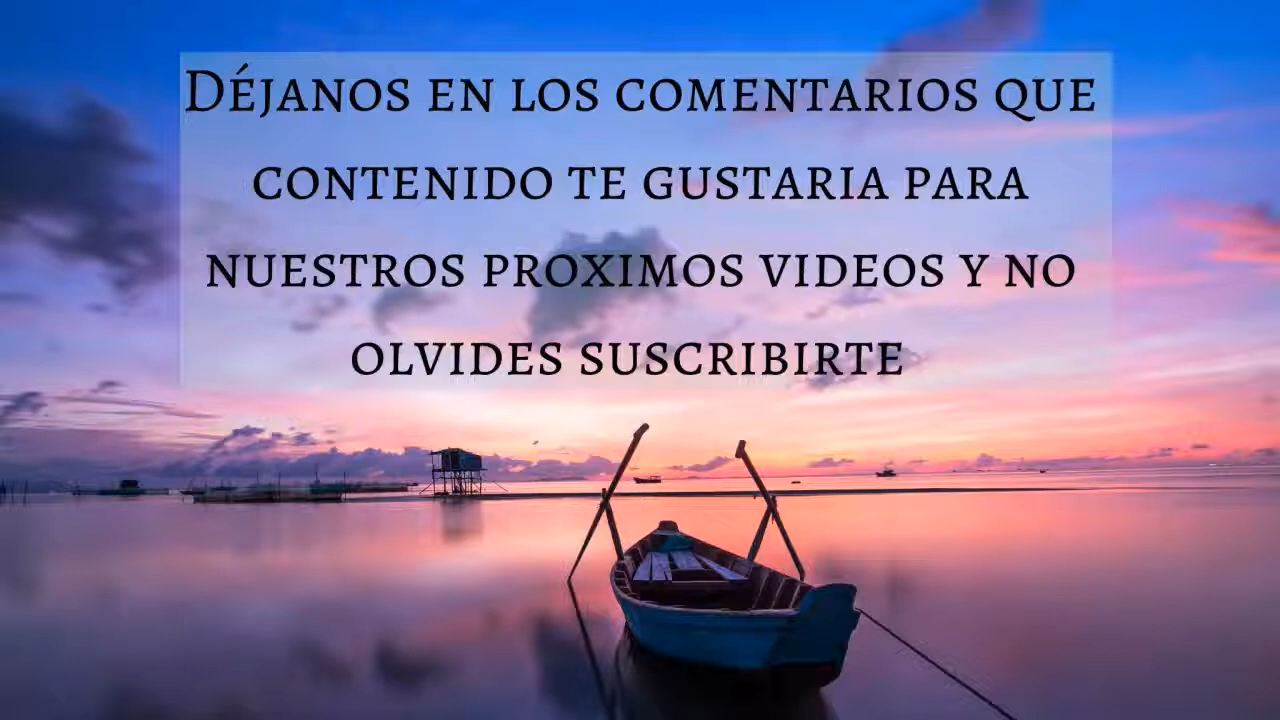 Déjanos en los comentarios que
contenido te gustaria para
nuestros proximos videos y no
olvides suscribirte